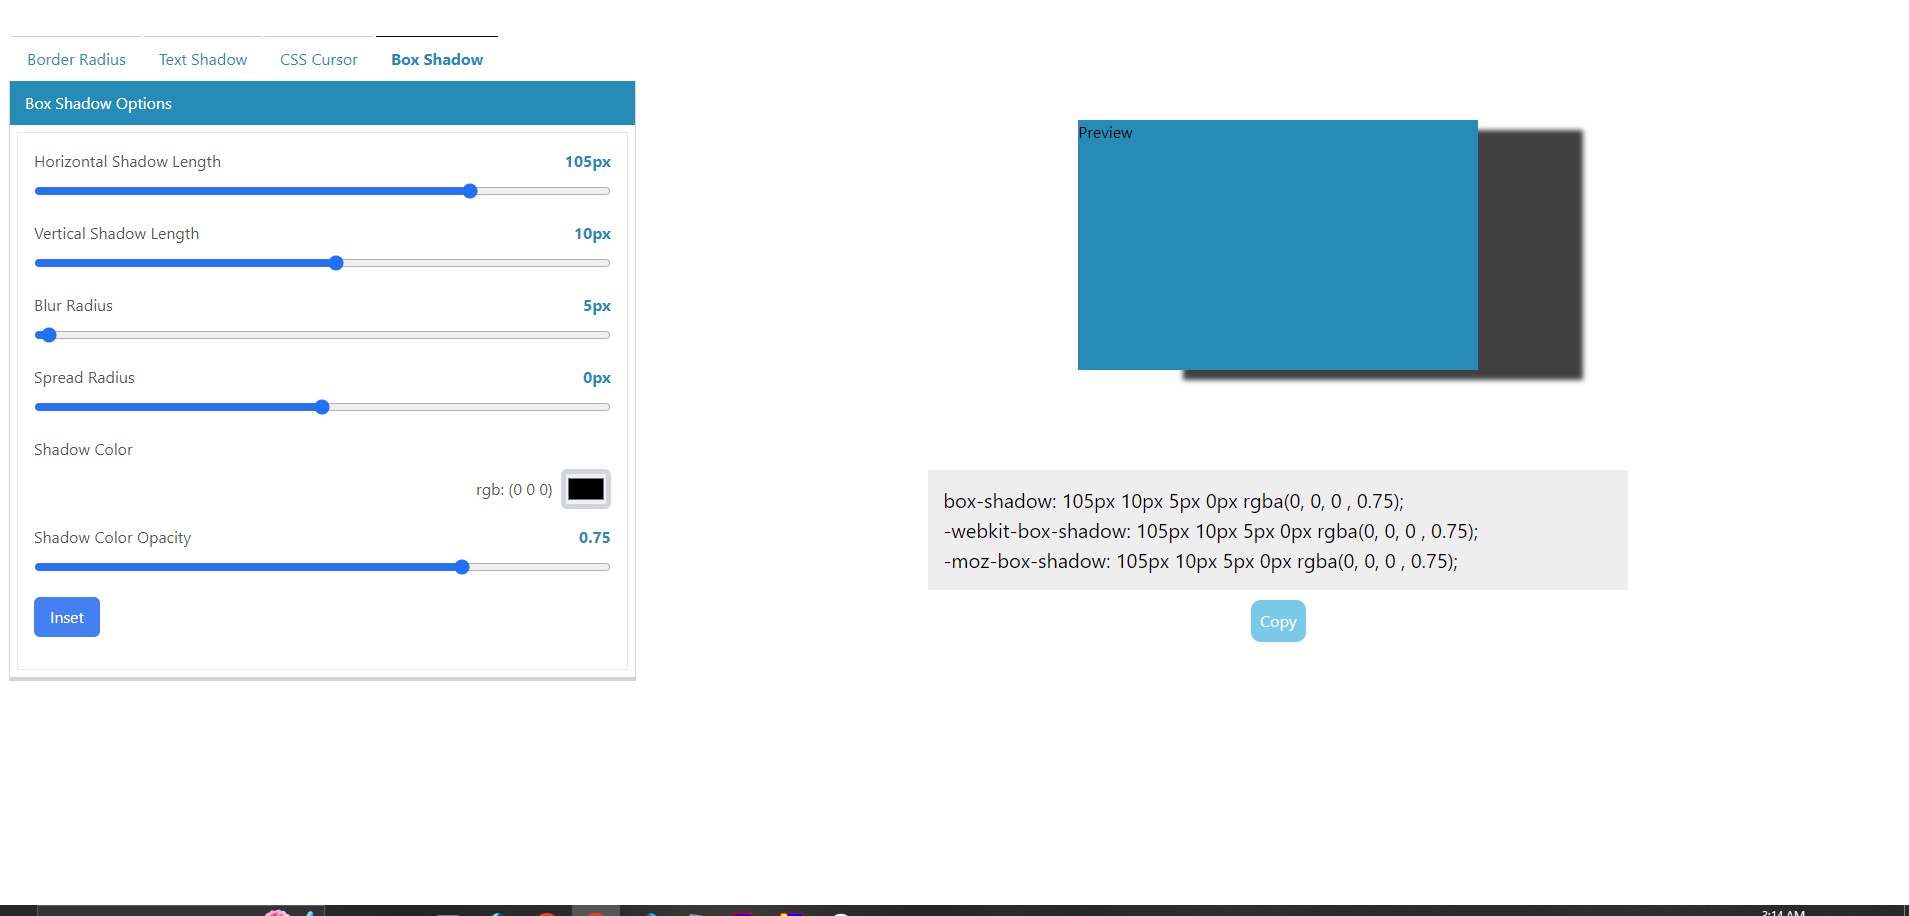 Border Radius
Text Shadow
CSS Cursor
Box Shadow
Box Shadow Options
Horizontal Shadow Length 105px
Vertical Shadow Length 10px
Blur Radius 5px
Spread Radius 0px
Shadow Color
rgb: (0 0 0)
Shadow Color Opacity 0.75
Inset
Preview
box-shadow: 105px 10px 5px 0px rgba(0, 0, 0 , 0.75);
-webkit-box-shadow: 105px 10px 5px 0px rgba(0, 0, 0 , 0.75);
-moz-box-shadow: 105px 10px 5px 0px rgba(0, 0, 0 , 0.75);
Copy